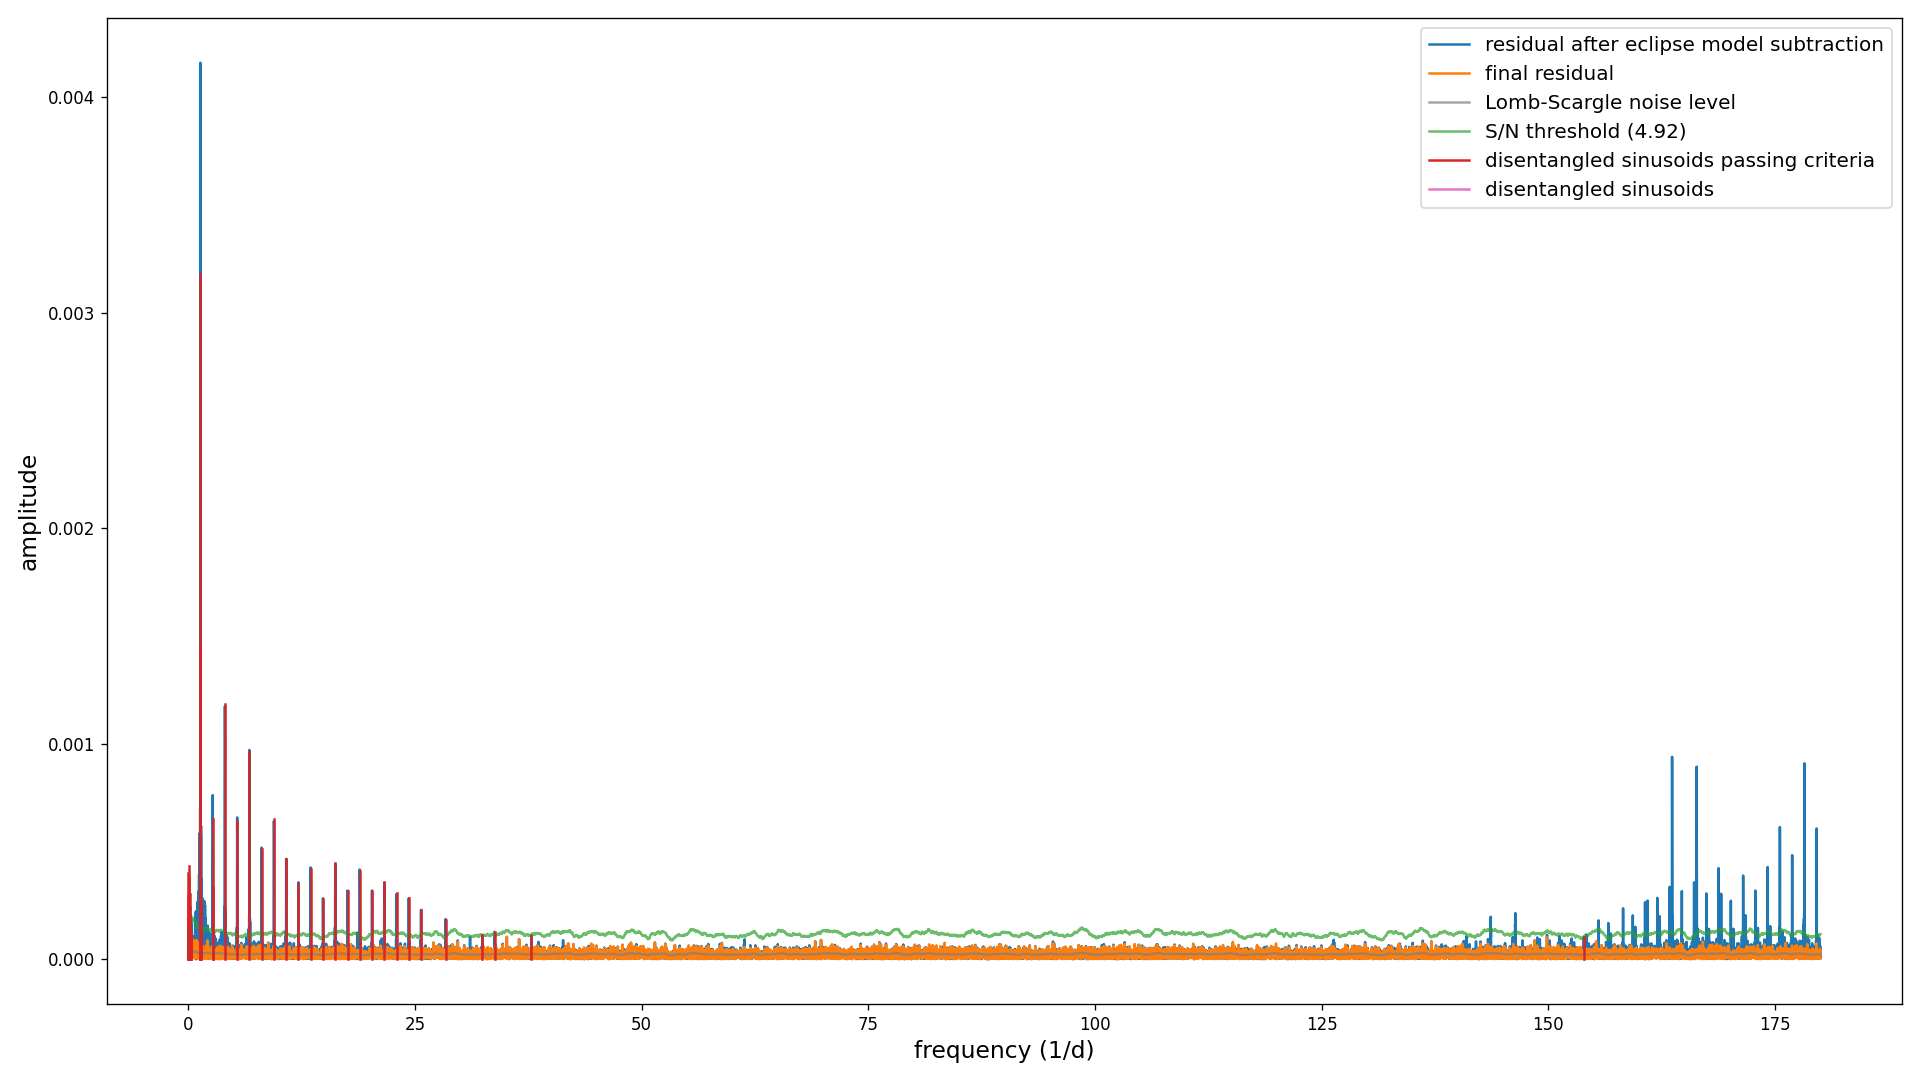 residual after eclipse model subtraction
final residual
Lomb-Scargle noise level
S/N threshold (4.92)
disentangled sinusoids passing criteria
disentangled sinusoids
0.004
0.003
0.002
0.001
0.000
amplitude
0 25 50 75 100 125 150 175
frequency (1/d)